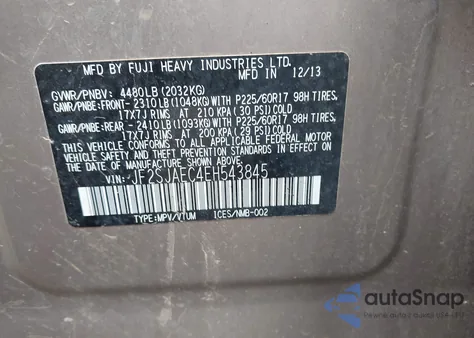 MFD BY FUJI HEAVY INDUSTRIES LTD.
MFD IN 12/13
GVWR/PNBV: 4480LB (2032KG)
GAWR/PNBE:FRONT- 2310LB (1048KG) WITH P225/60R17 98H TIRES,
17X7J RIMS AT 210 KPA (30 PSI) COLD
GAWR/PNBE:REAR - 2410LB (1093KG) WITH P225/60R17 98H TIRES,
17X7J RIMS AT 200 KPA (29 PSI) COLD
THIS VEHICLE CONFORMS TO ALL APPLICABLE FEDERAL MOTOR
VEHICLE SAFETY, BUMPER AND THEFT PREVENTION STANDARDS
IN EFFECT ON THE DATE OF MANUFACTURE SHOWN ABOVE.
JF2SJAEC4EH543845
TYPE:MPV/VTUM ICES/NMB-002
autoSnap